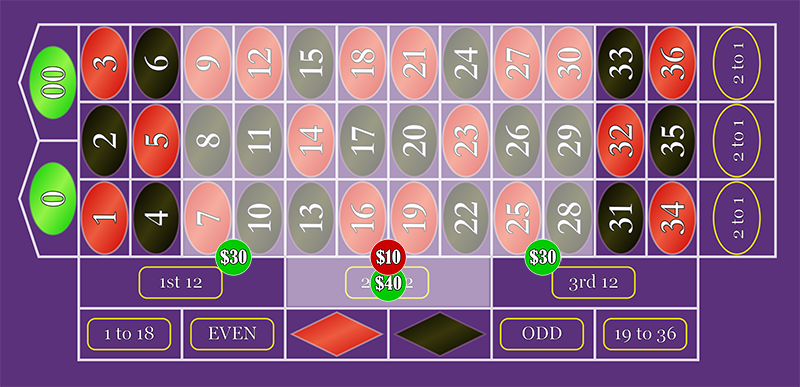 00 3 6 9 12 15 18 21 24 27 30 33 36 2 to 1
2 5 8 11 14 17 20 23 26 29 32 35 2 to 1
0 1 4 7 10 13 16 19 22 25 28 31 34 2 to 1
$30 $10 $30
1st 12 2 $40 2 3rd 12
1 to 18 EVEN ODD 19 to 36